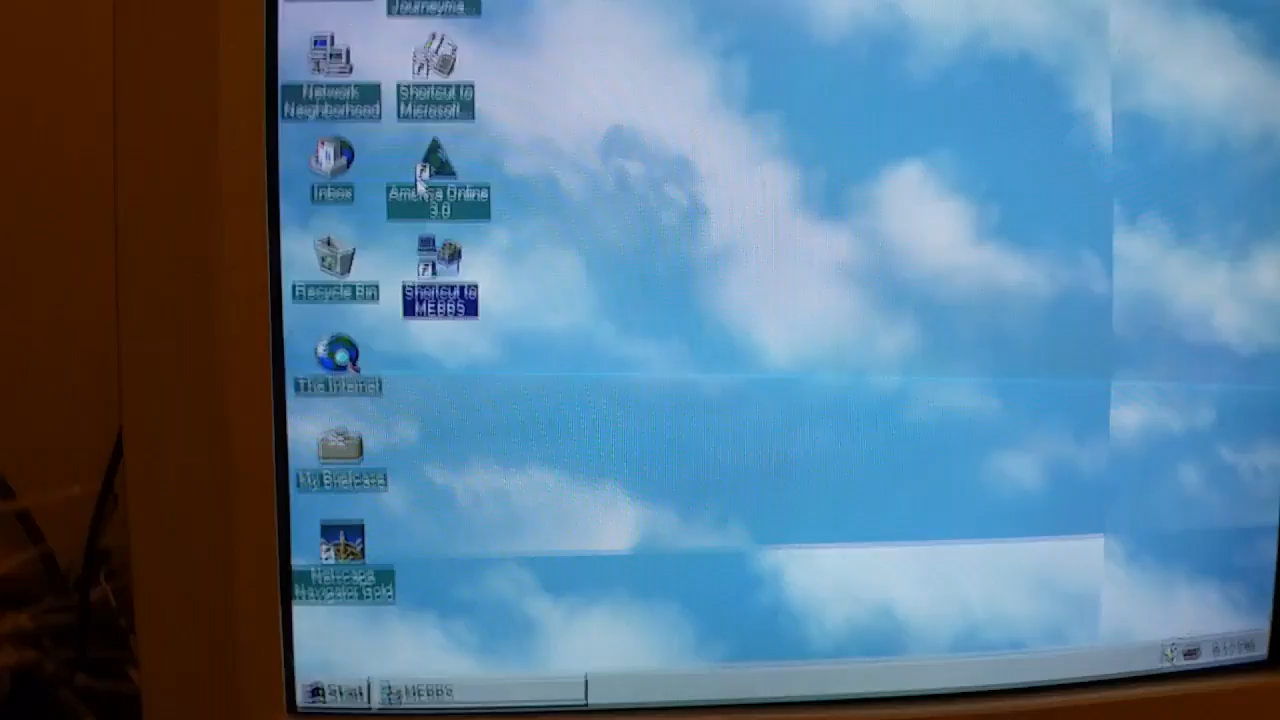 Journeyma...
Network
Neighborhood
Shortcut to
Microsoft...
Inbox
America Online
3.0
Recycle Bin
Shortcut to
MEBBS
The Internet
My Briefcase
Netscape
Navigator Gold
Start
MEBBS